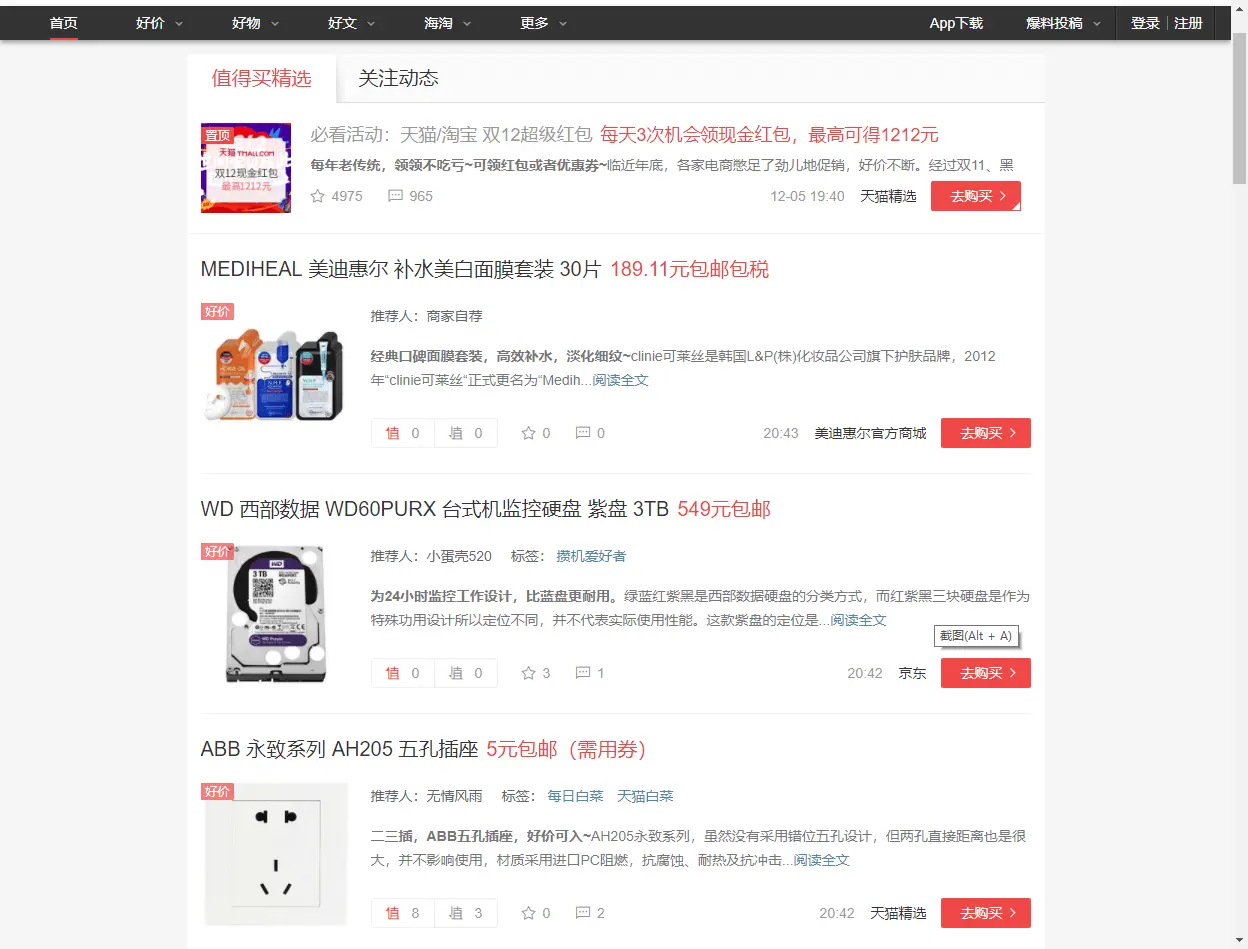 首页 好价 好物 好文 海淘 更多 App下载 爆料投稿 登录 注册
值得买精选 关注动态
置顶
天猫 TMALL.COM
双12现金红包
最高1212元
必看活动：天猫/淘宝 双12超级红包 每天3次机会领现金红包，最高可得1212元
每年老传统，领领不吃亏~可领红包或者优惠券~临近年底，各家电商憋足了劲儿地促销，好价不断。经过双11、黑
4975 965 12-05 19:40 天猫精选 去购买
MEDIHEAL 美迪惠尔 补水美白面膜套装 30片 189.11元包邮包税
好价
推荐人：商家自荐
经典口碑面膜套装，高效补水，淡化细纹~clinie可莱丝是韩国L&P(株)化妆品公司旗下护肤品牌，2012
年“clinie可莱丝“正式更名为“Medih...阅读全文
值 0 值 0 0 0 20:43 美迪惠尔官方商城 去购买
WD 西部数据 WD60PURX 台式机监控硬盘 紫盘 3TB 549元包邮
好价
WD
3 TB
WD Purple
推荐人：小蛋壳520 标签： 攒机爱好者
为24小时监控工作设计，比蓝盘更耐用。绿蓝红紫黑是西部数据硬盘的分类方式，而红紫黑三块硬盘是作为
特殊功用设计所以定位不同，并不代表实际使用性能。这款紫盘的定位是...阅读全文
截图(Alt + A)
值 0 值 0 3 1 20:42 京东 去购买
ABB 永致系列 AH205 五孔插座 5元包邮（需用券）
好价
推荐人：无情风雨 标签： 每日白菜 天猫白菜
二三插，ABB五孔插座，好价可入~AH205永致系列，虽然没有采用错位五孔设计，但两孔直接距离也是很
大，并不影响使用，材质采用进口PC阻燃，抗腐蚀、耐热及抗冲击...阅读全文
值 8 值 3 0 2 20:42 天猫精选 去购买